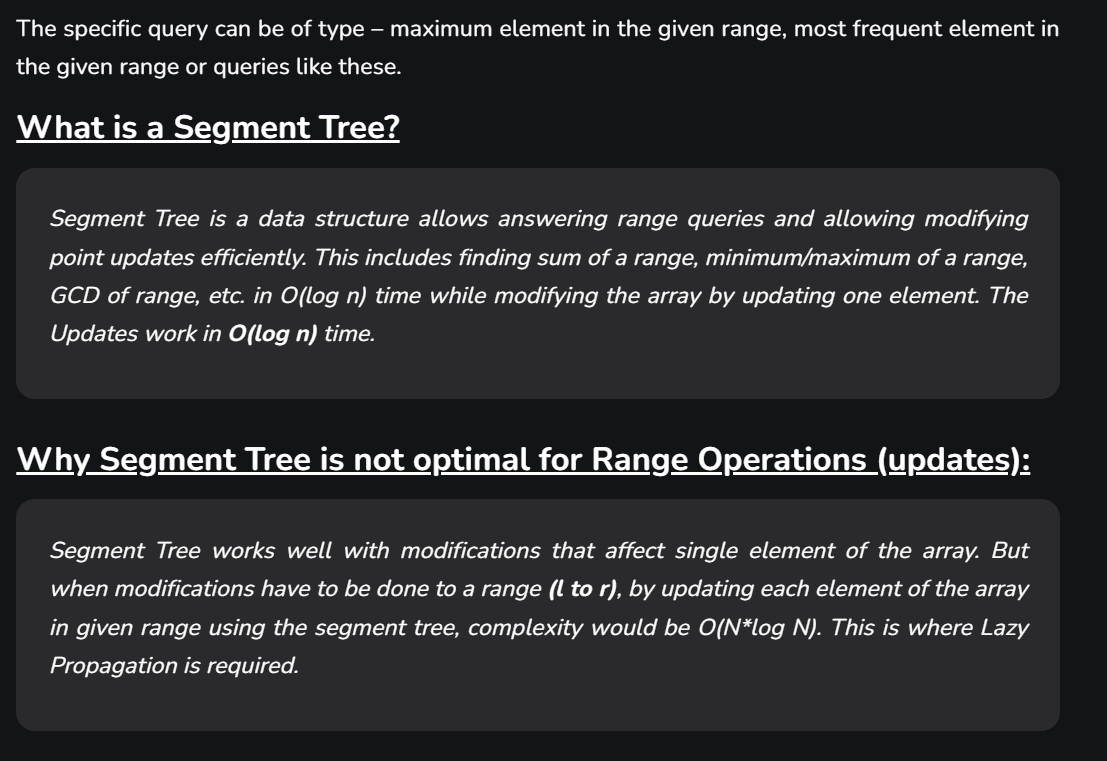 The specific query can be of type – maximum element in the given range, most frequent element in
the given range or queries like these.
What is a Segment Tree?
Segment Tree is a data structure allows answering range queries and allowing modifying
point updates efficiently. This includes finding sum of a range, minimum/maximum of a range,
GCD of range, etc. in O(log n) time while modifying the array by updating one element. The
Updates work in O(log n) time.
Why Segment Tree is not optimal for Range Operations (updates):
Segment Tree works well with modifications that affect single element of the array. But
when modifications have to be done to a range (l to r), by updating each element of the array
in given range using the segment tree, complexity would be O(N*log N). This is where Lazy
Propagation is required.